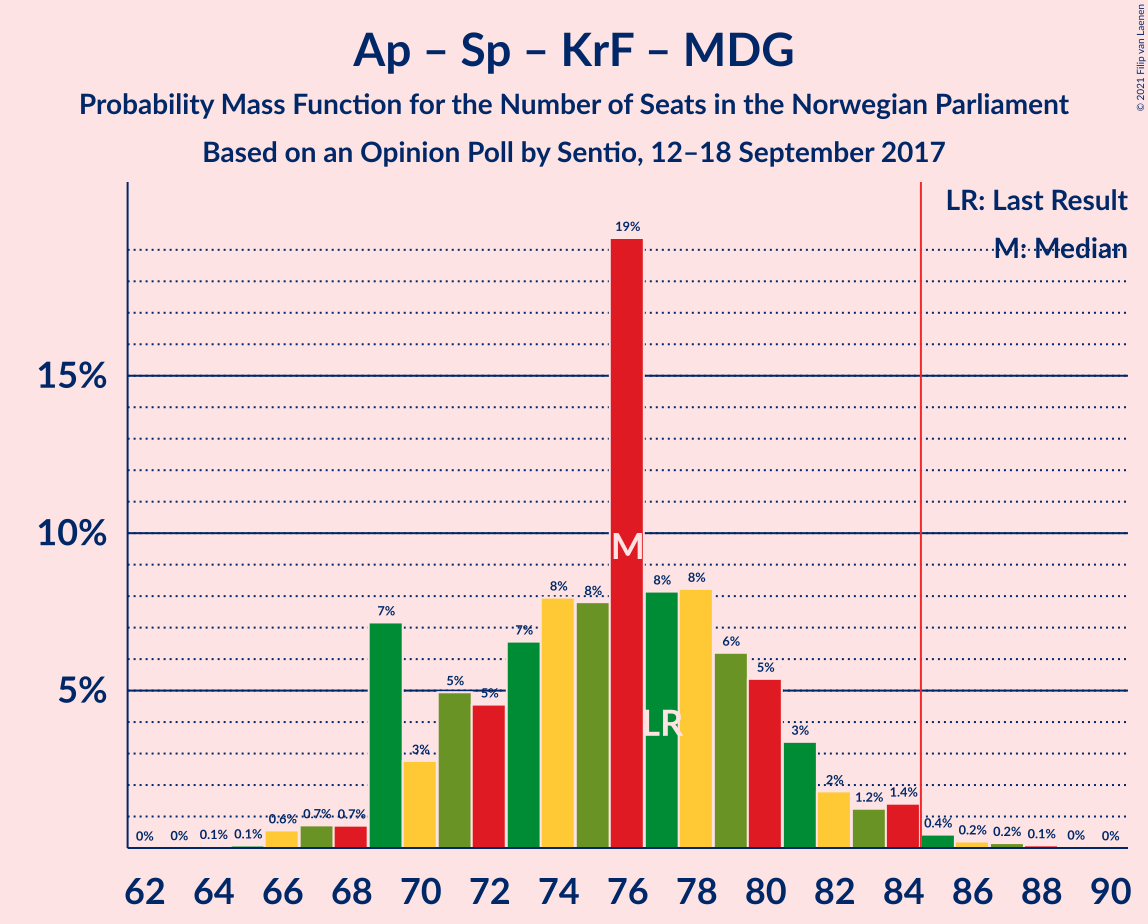 Ap – Sp – KrF – MDG
Probability Mass Function for the Number of Seats in the Norwegian Parliament
Based on an Opinion Poll by Sentio, 12–18 September 2017
© 2021 Filip van Laenen
LR: Last Result
M: Median
15%
10%
5%
0% 0% 0.1% 0.1% 0.6% 0.7% 0.7% 7% 3% 5% 5% 7% 8% 8% 19% 8% 8% 6% 5% 3% 2% 1.2% 1.4% 0.4% 0.2% 0.2% 0.1% 0% 0%
M
LR
62 64 66 68 70 72 74 76 78 80 82 84 86 88 90